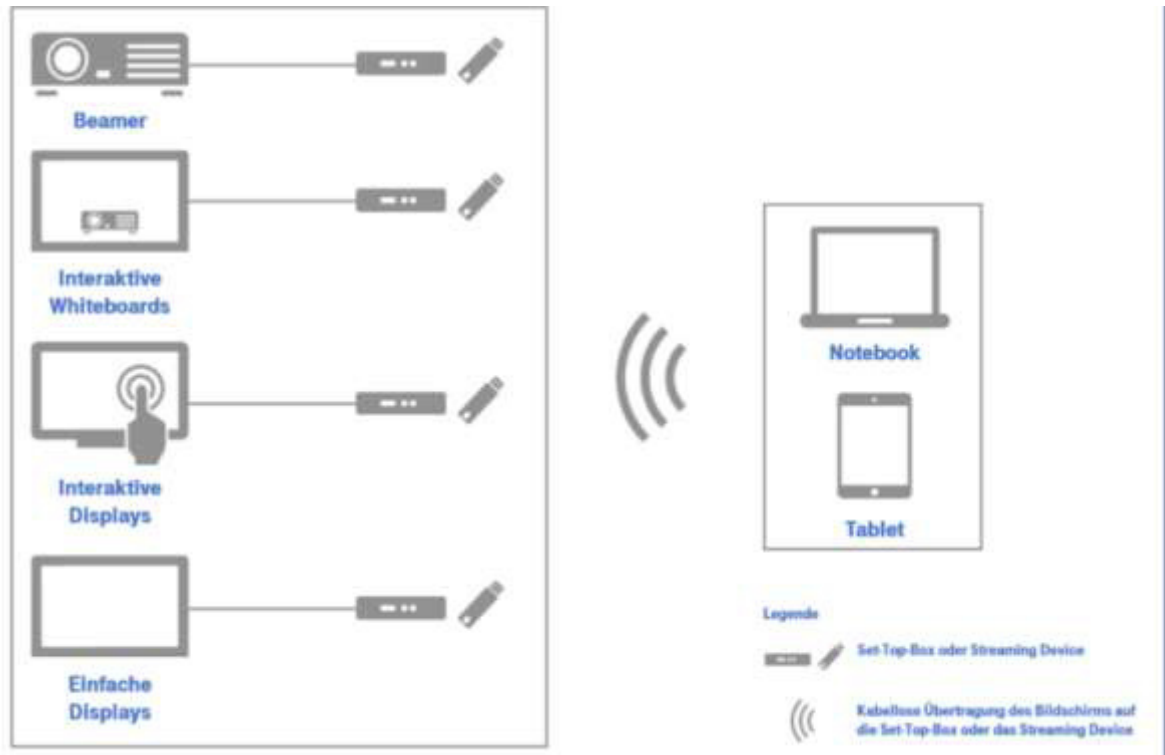 Beamer
Interaktive
Whiteboards
Interaktive
Displays
Einfache
Displays
Notebook
Tablet
Legende
Set-Top-Box oder Streaming Device
Kabellose Übertragung des Bildschirms auf
die Set-Top-Box oder das Streaming Device